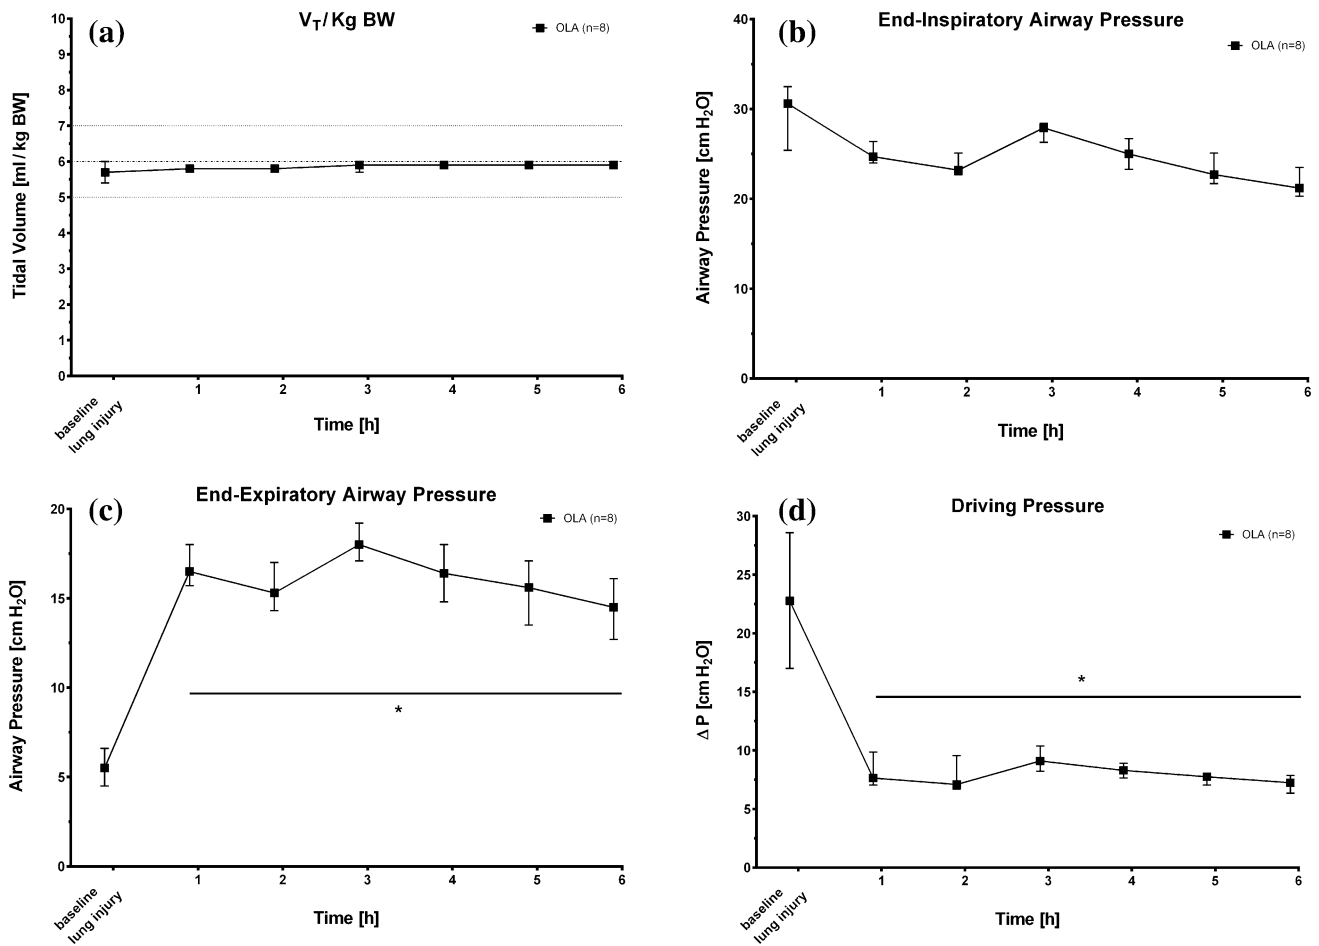 (a)
V_T / Kg BW
OLA (n=8)
Tidal Volume [ml / kg BW]
10
9
8
7
6
5
4
3
2
1
0
baseline
lung injury
1
2
3
4
5
6
Time [h]
(b)
End-Inspiratory Airway Pressure
OLA (n=8)
Airway Pressure [cm H₂O]
40
30
20
10
0
baseline
lung injury
1
2
3
4
5
6
Time [h]
(c)
End-Expiratory Airway Pressure
OLA (n=8)
Airway Pressure [cm H₂O]
20
15
10
5
0
*
baseline
lung injury
1
2
3
4
5
6
Time [h]
(d)
Driving Pressure
OLA (n=8)
Δ P [cm H₂O]
30
25
20
15
10
5
0
*
baseline
lung injury
1
2
3
4
5
6
Time [h]